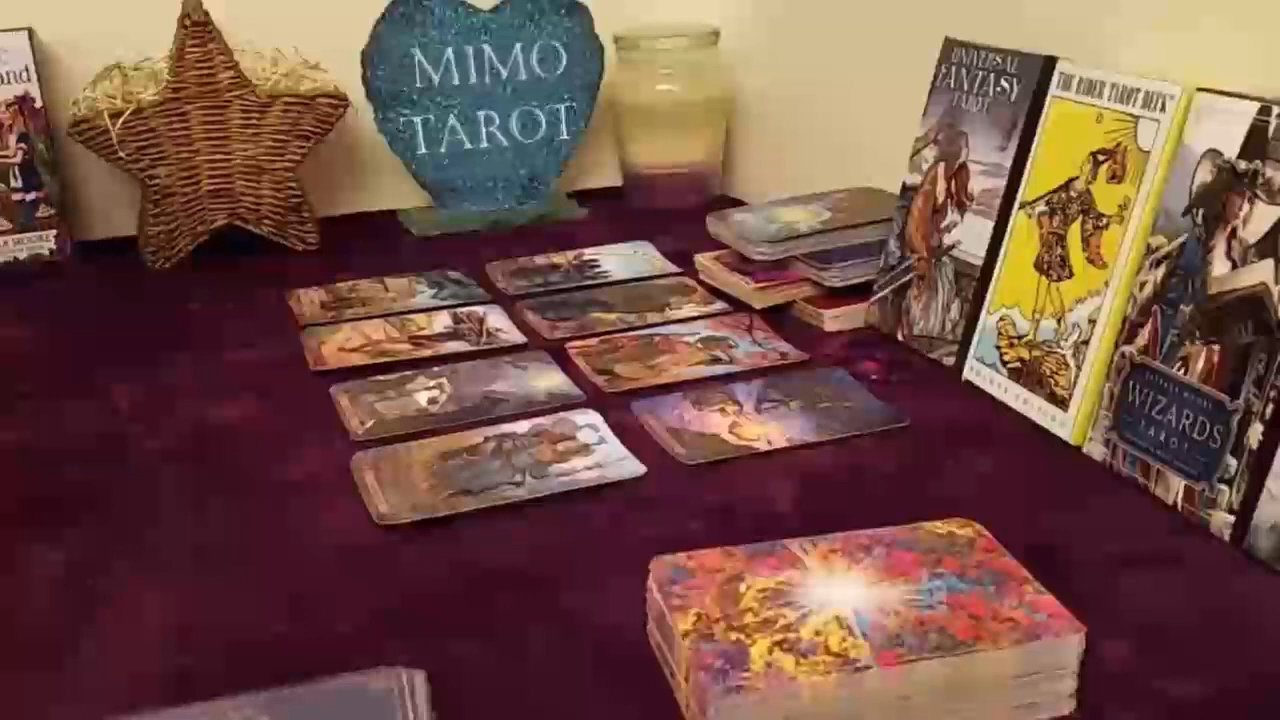 MIMO
TAROT
UNIVERSAL
FANTASY
TAROT
THE RIDER TAROT DECK
WIZARDS
TAROT